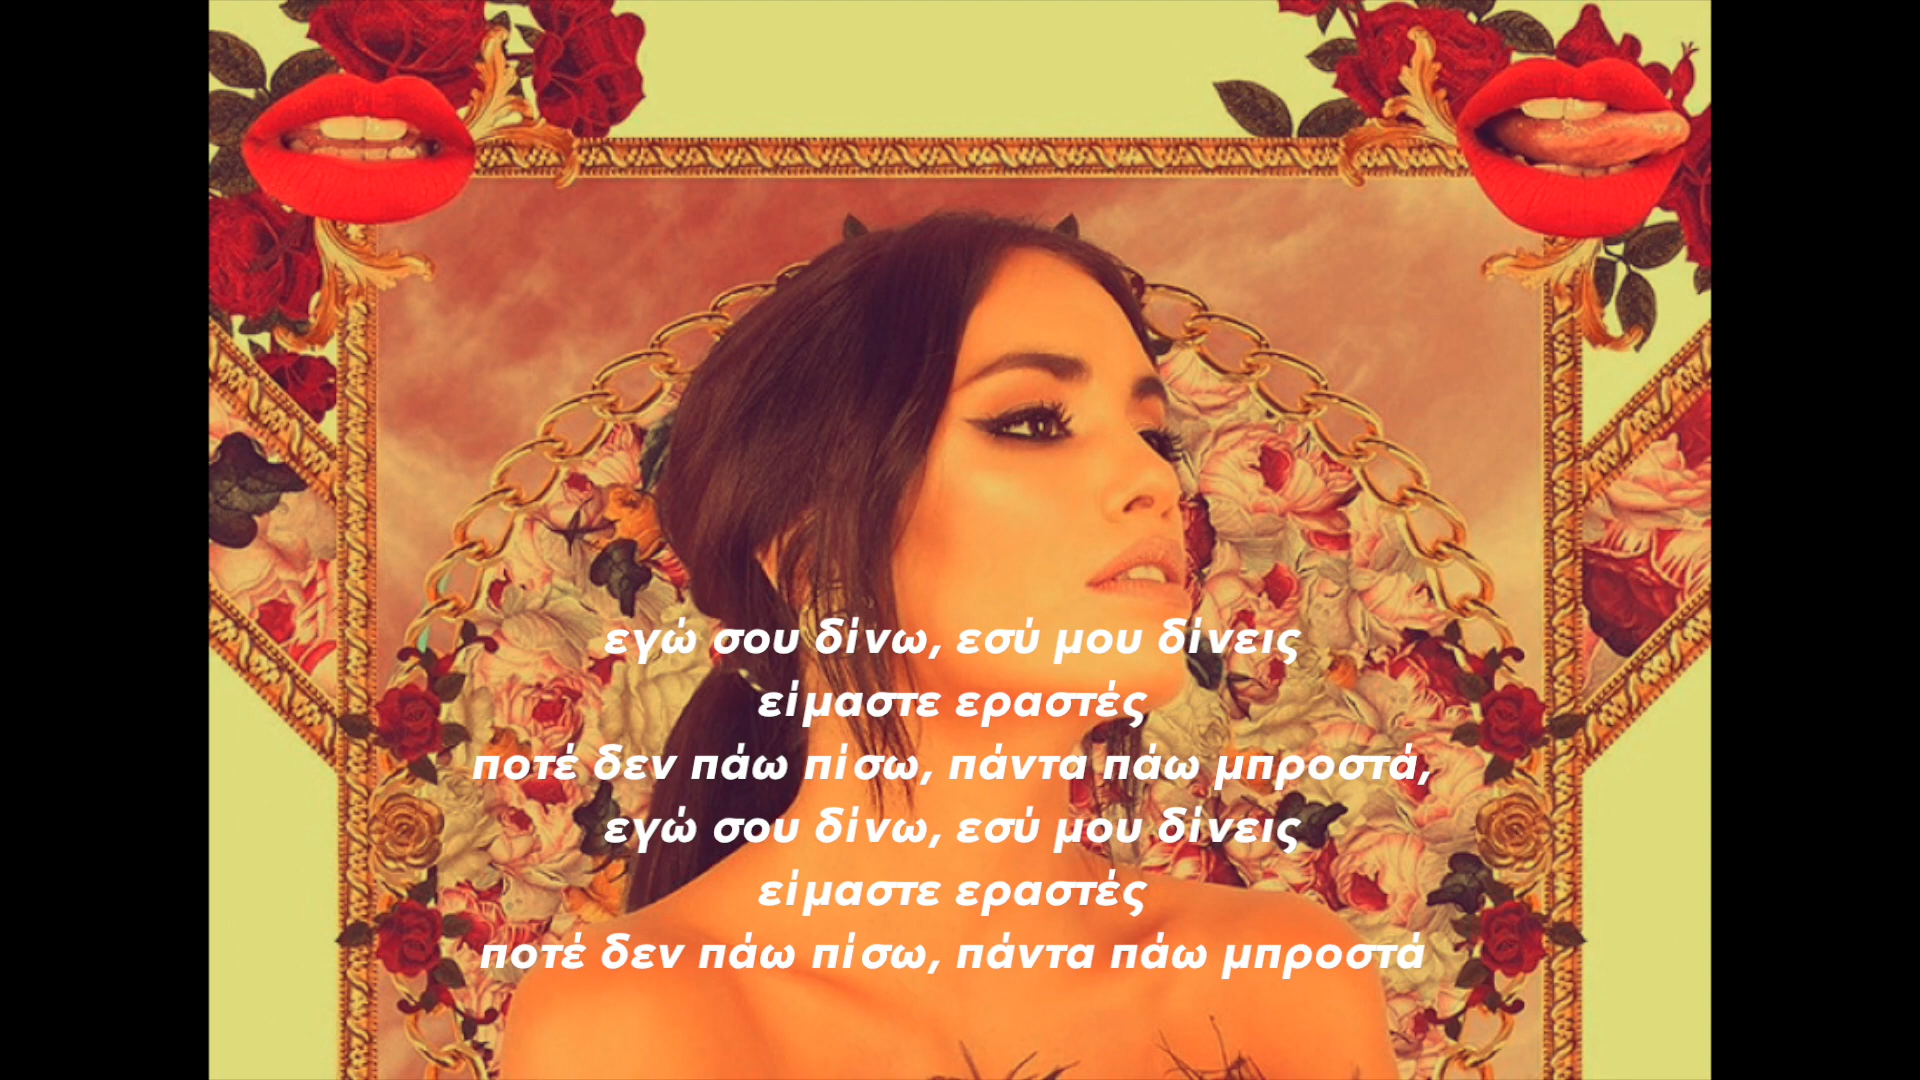 εγώ σου δίνω, εσύ μου δίνεις
είμαστε εραστές
ποτέ δεν πάω πίσω, πάντα πάω μπροστά,
εγώ σου δίνω, εσύ μου δίνεις
είμαστε εραστές
ποτέ δεν πάω πίσω, πάντα πάω μπροστά